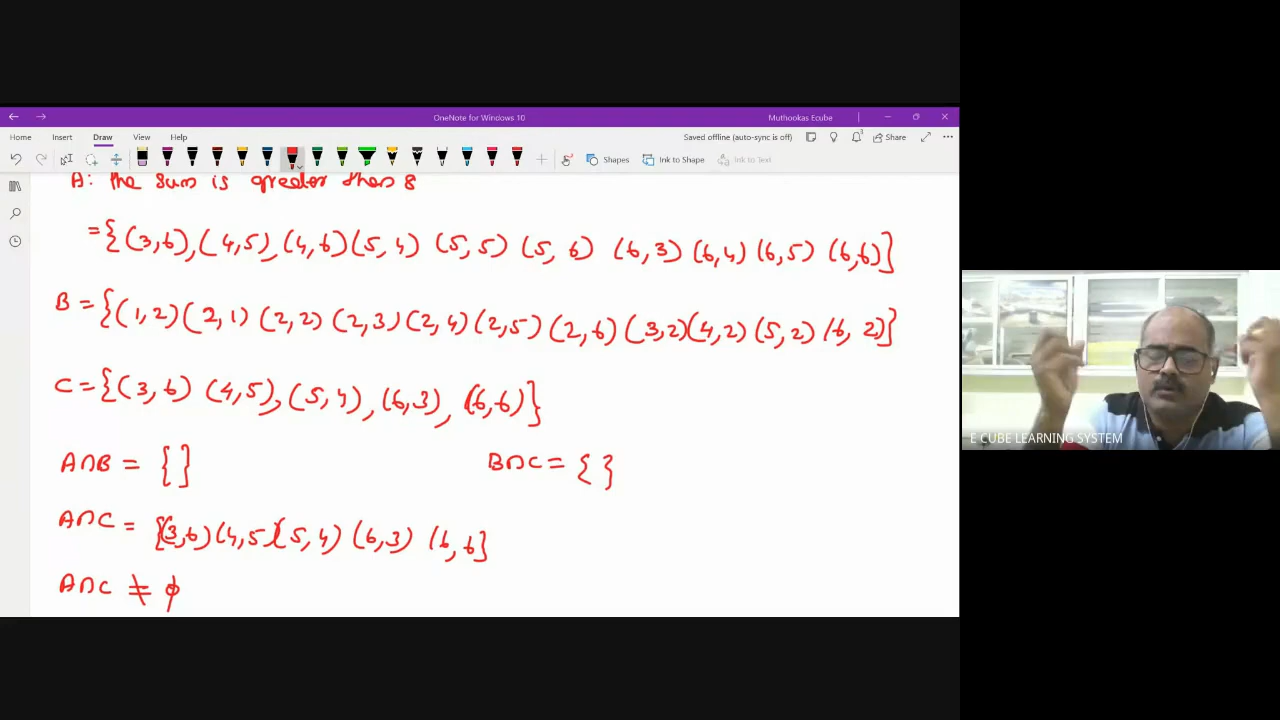 OneNote for Windows 10
Muthookas Ecube
Home Insert Draw View Help
Saved offline (auto-sync is off)
3
Share
Shapes
Ink to Shape
Ink to Text
A: The sum is greater than 8
={(3,6),(4,5),(4,6)(5,4) (5,5) (5,6) (6,3) (6,4) (6,5) (6,6)}
B={(1,2)(2,1) (2,2) (2,3) (2,4) (2,5) (2,6) (3,2)(4,2) (5,2) (6,2)}
C={(3,6) (4,5),(5,4),(6,3),(6,6)}
A∩B = {}
B∩C = {}
A∩C = {(3,6)(4,5)(5,4) (6,3) (6,6}
A∩C ≠ φ
E CUBE LEARNING SYSTEM